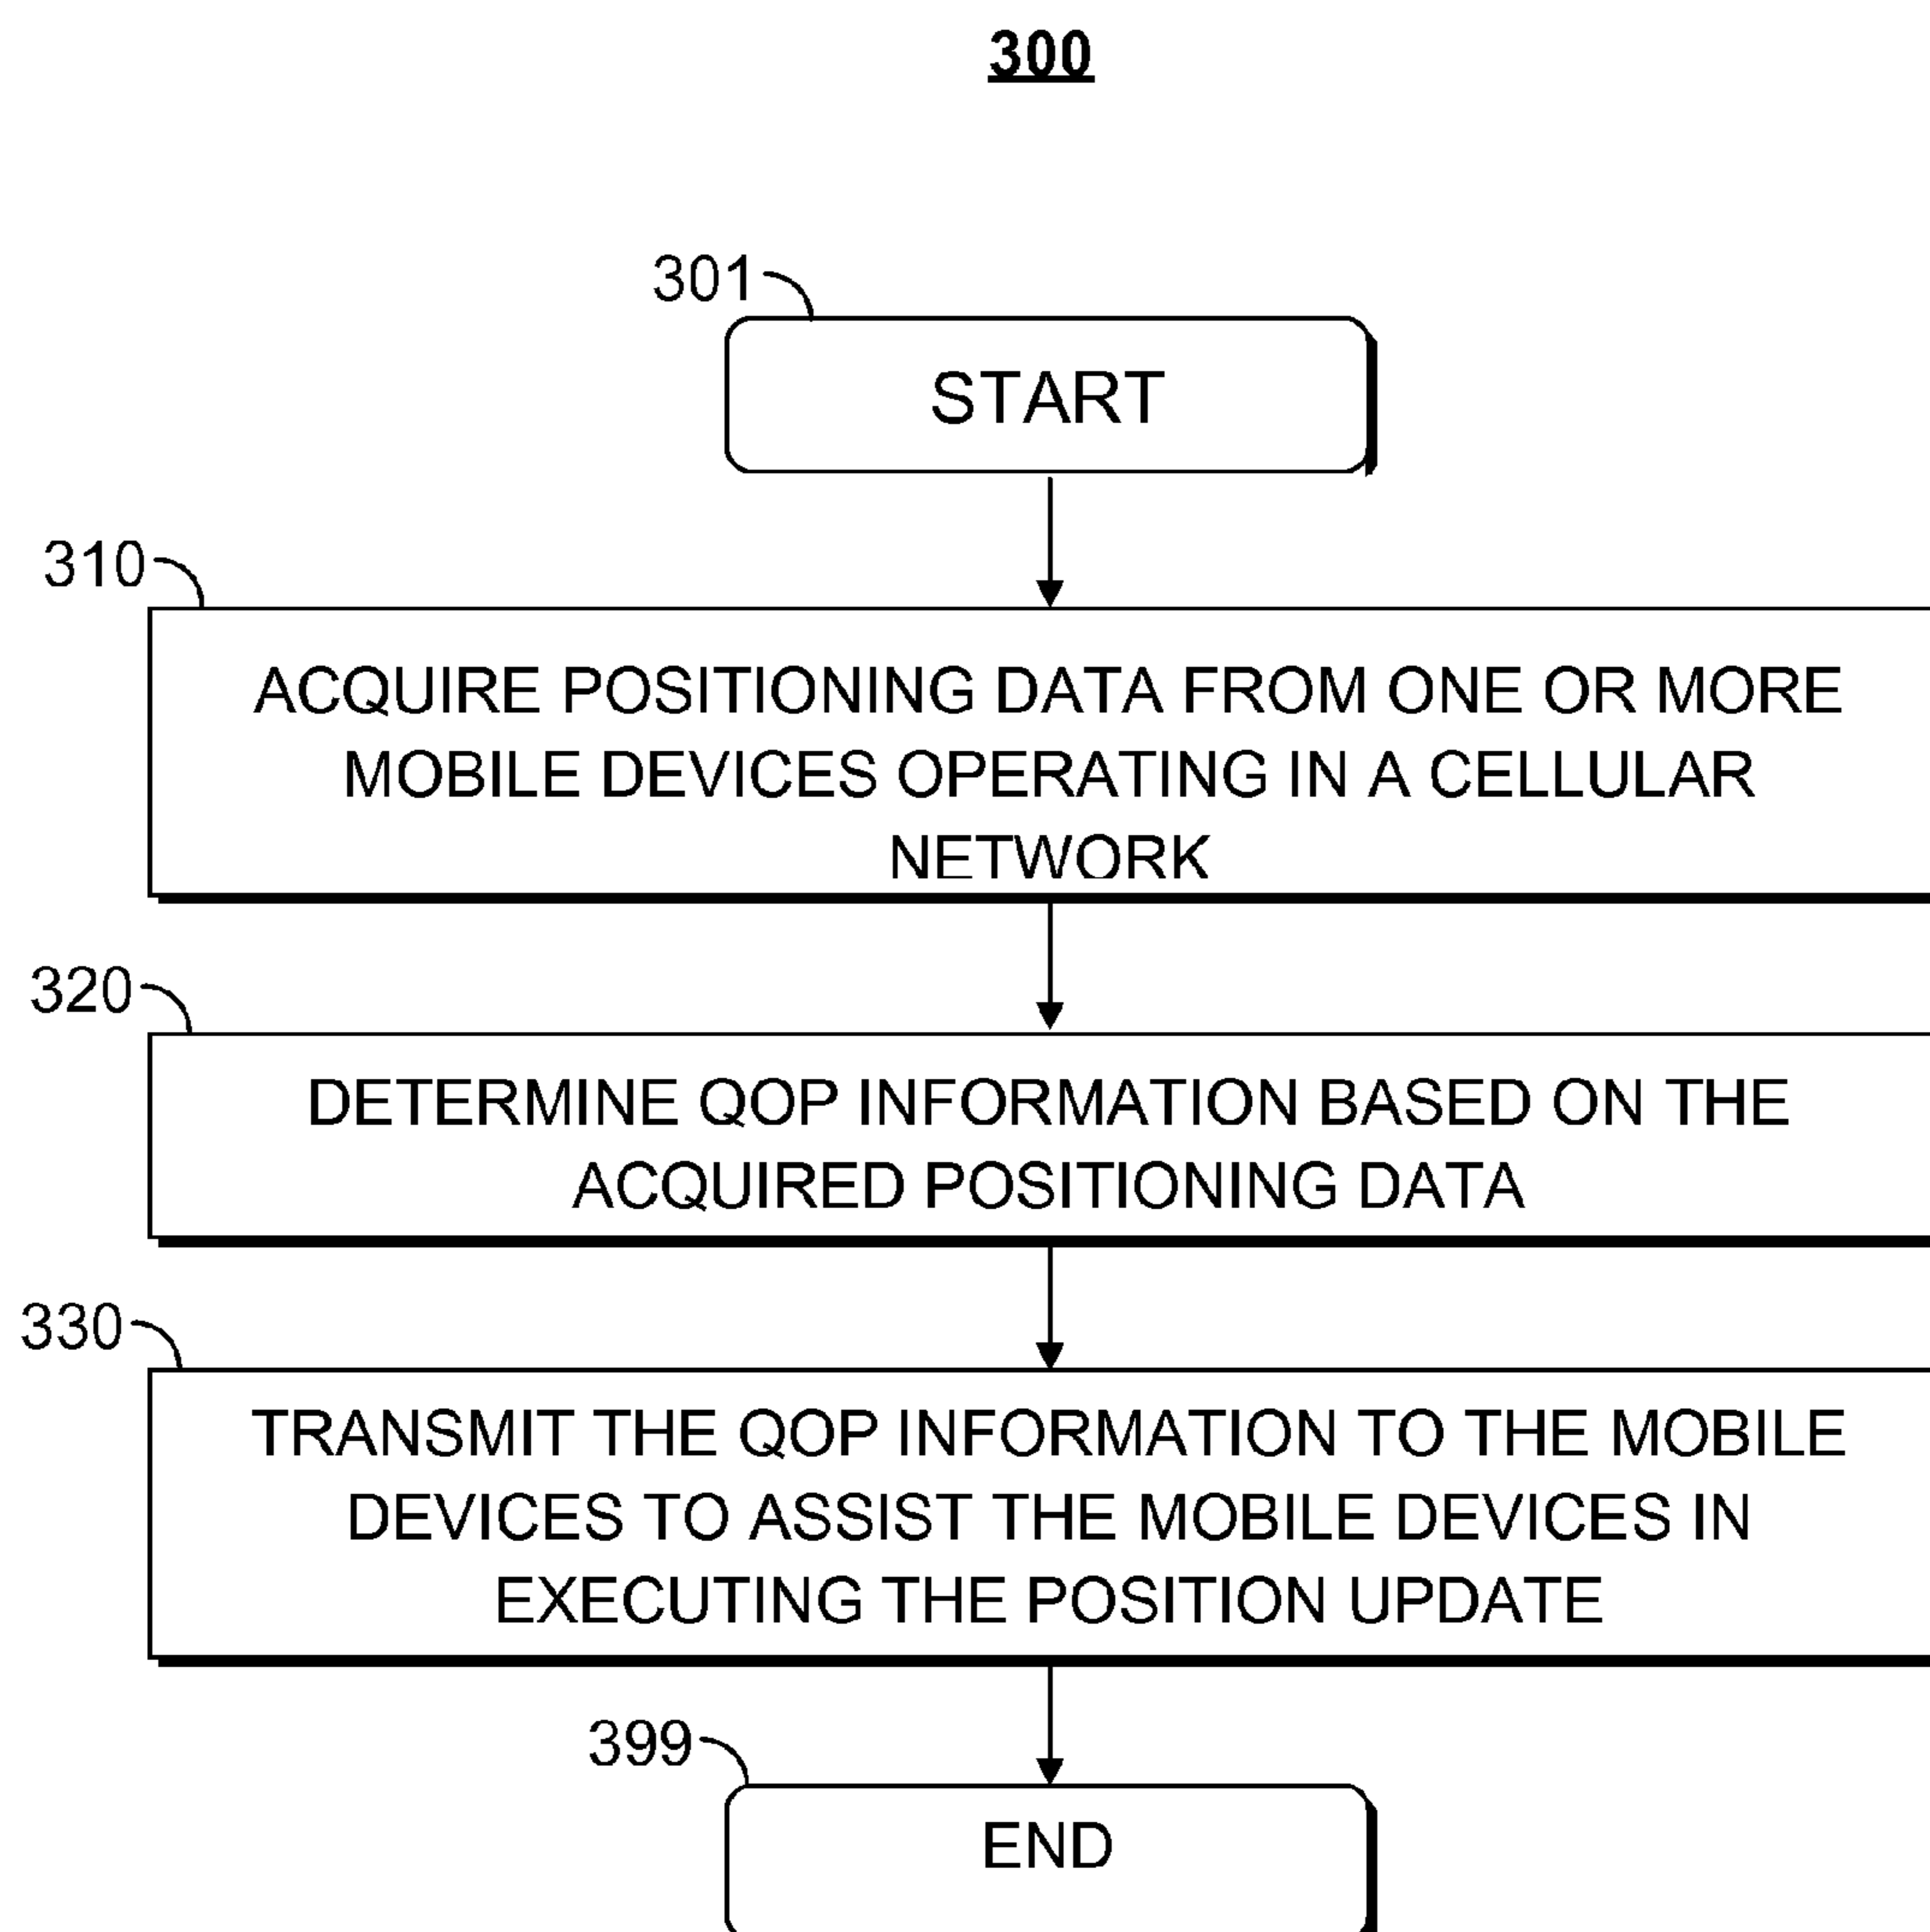 300
301
START
310
ACQUIRE POSITIONING DATA FROM ONE OR MORE
MOBILE DEVICES OPERATING IN A CELLULAR
NETWORK
320
DETERMINE QOP INFORMATION BASED ON THE
ACQUIRED POSITIONING DATA
330
TRANSMIT THE QOP INFORMATION TO THE MOBILE
DEVICES TO ASSIST THE MOBILE DEVICES IN
EXECUTING THE POSITION UPDATE
399
END